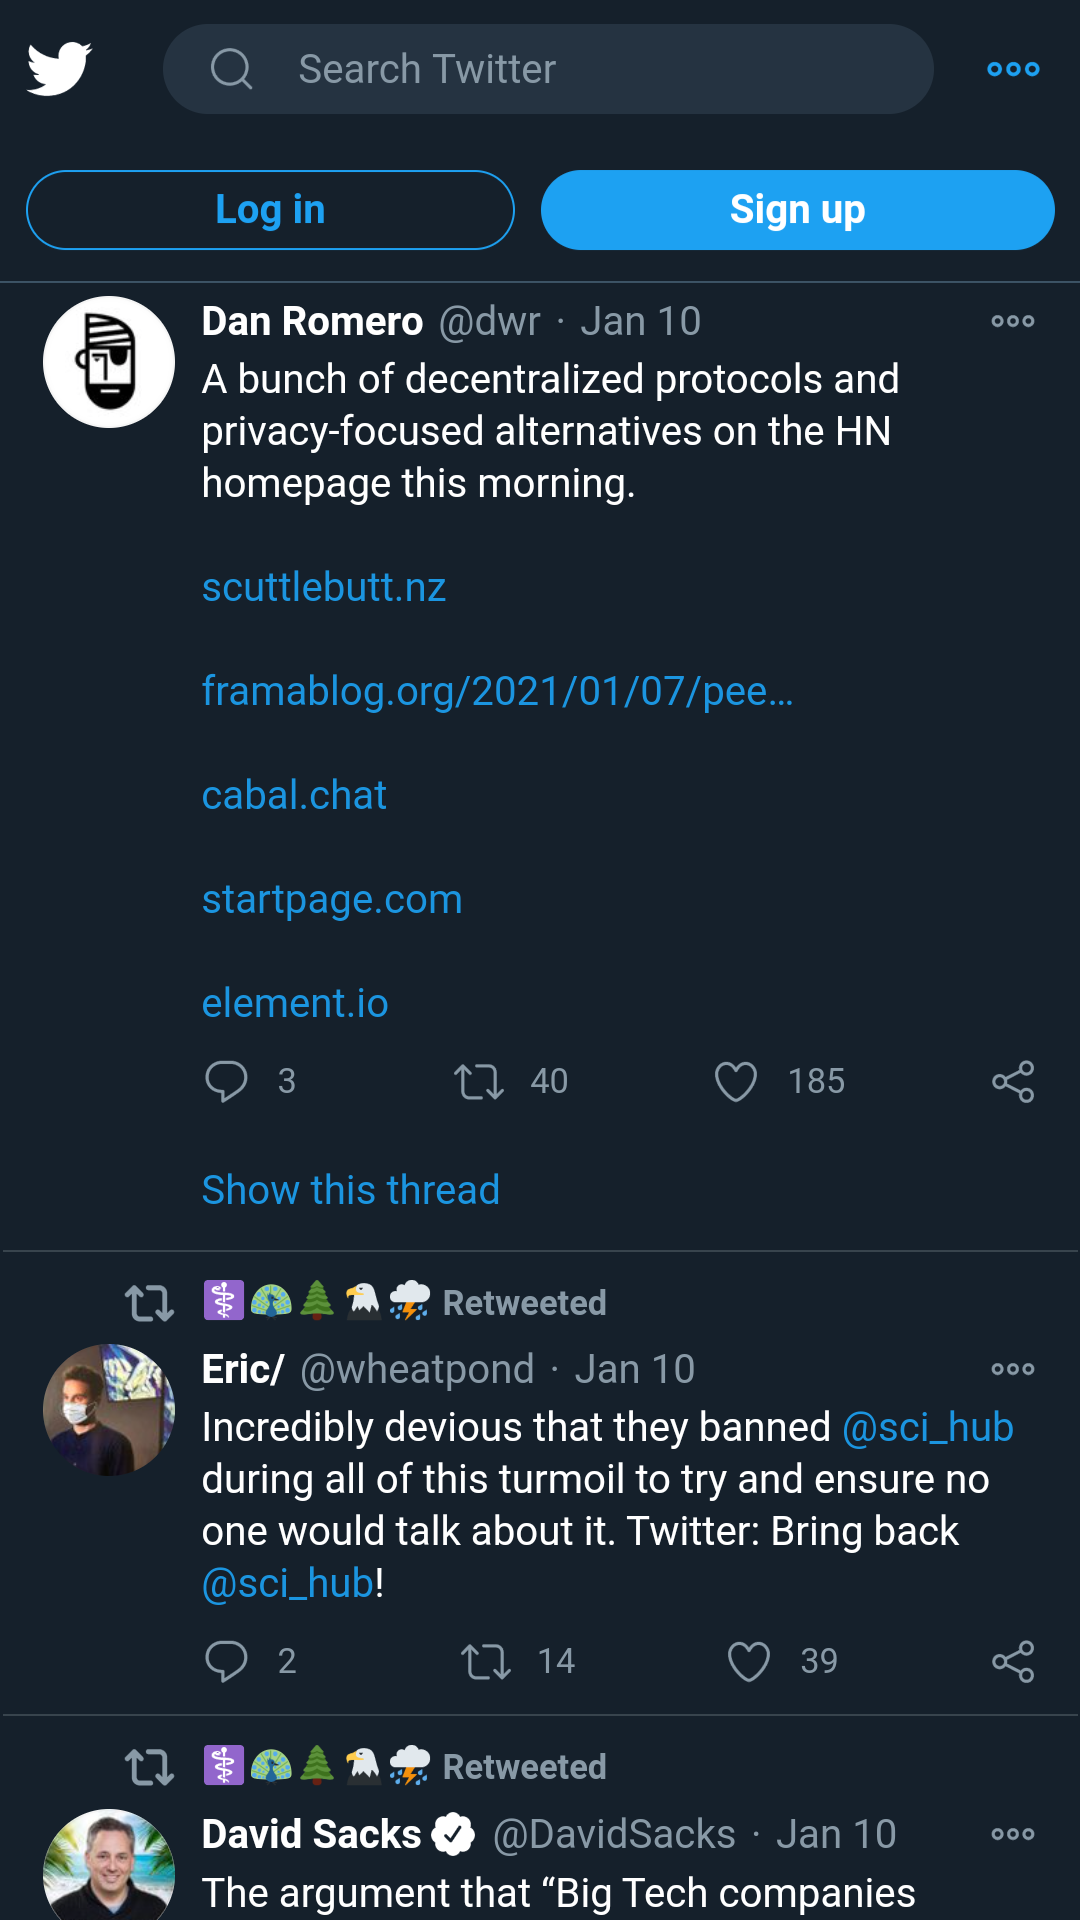 Search Twitter
Log in
Sign up
Dan Romero @dwr · Jan 10
A bunch of decentralized protocols and
privacy-focused alternatives on the HN
homepage this morning.
scuttlebutt.nz
framablog.org/2021/01/07/pee…
cabal.chat
startpage.com
element.io
3 40 185
Show this thread
⚕️🦚🌲🦅⛈️ Retweeted
Eric/ @wheatpond · Jan 10
Incredibly devious that they banned @sci_hub
during all of this turmoil to try and ensure no
one would talk about it. Twitter: Bring back
@sci_hub!
2 14 39
⚕️🦚🌲🦅⛈️ Retweeted
David Sacks @DavidSacks · Jan 10
The argument that “Big Tech companies